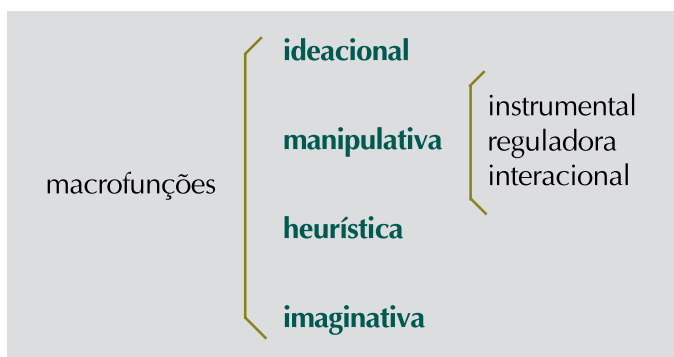 macrofunções
ideacional
manipulativa
heurística
imaginativa
instrumental
reguladora
interacional